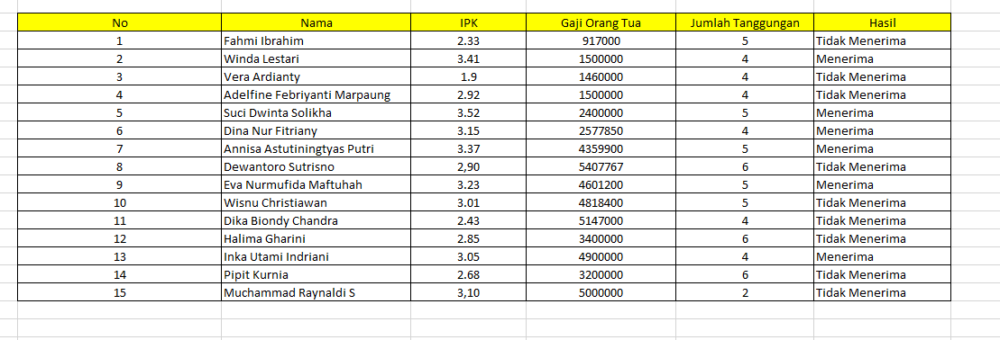 No Nama IPK Gaji Orang Tua Jumlah Tanggungan Hasil
1 Fahmi Ibrahim 2.33 917000 5 Tidak Menerima
2 Winda Lestari 3.41 1500000 4 Menerima
3 Vera Ardianty 1.9 1460000 4 Tidak Menerima
4 Adelfine Febriyanti Marpaung 2.92 1500000 4 Tidak Menerima
5 Suci Dwinta Solikha 3.52 2400000 5 Menerima
6 Dina Nur Fitriany 3.15 2577850 4 Menerima
7 Annisa Astutiningtyas Putri 3.37 4359900 5 Menerima
8 Dewantoro Sutrisno 2,90 5407767 6 Tidak Menerima
9 Eva Nurmufida Maftuhah 3.23 4601200 5 Menerima
10 Wisnu Christiawan 3.01 4818400 5 Tidak Menerima
11 Dika Biondy Chandra 2.43 5147000 4 Tidak Menerima
12 Halima Gharini 2.85 3400000 6 Tidak Menerima
13 Inka Utami Indriani 3.05 4900000 4 Menerima
14 Pipit Kurnia 2.68 3200000 6 Tidak Menerima
15 Muchammad Raynaldi S 3,10 5000000 2 Tidak Menerima